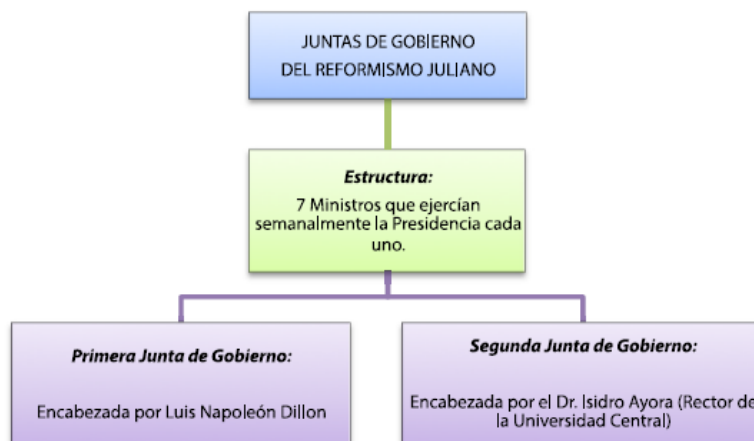 JUNTAS DE GOBIERNO
DEL REFORMISMO JULIANO
Estructura:
7 Ministros que ejercían
semanalmente la Presidencia cada
uno.
Primera Junta de Gobierno:
Encabezada por Luis Napoleón Dillon
Segunda Junta de Gobierno:
Encabezada por el Dr. Isidro Ayora (Rector de
la Universidad Central)